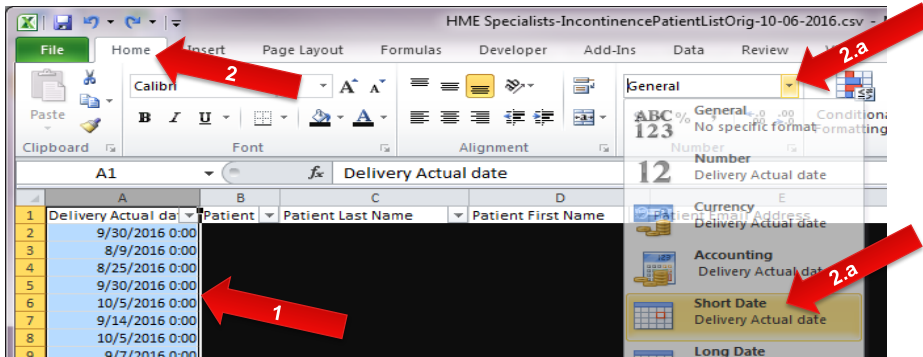 HME Specialists-IncontinencePatientListOrig-10-06-2016.csv -
File Home Insert Page Layout Formulas Developer Add-Ins Data Review
2.a
2
Calibri
General
Paste
B I U
A A
ABC 123
General
No specific format
Conditional
Formatting
Clipboard Font Alignment Number
Number
Delivery Actual date
12
A1 fx Delivery Actual date
Currency
Delivery Actual date
A B C D E
1 Delivery Actual dat Patient Patient Last Name Patient First Name Patient Email Address
2 9/30/2016 0:00
3 8/9/2016 0:00
4 8/25/2016 0:00
5 9/30/2016 0:00
6 10/5/2016 0:00
7 9/14/2016 0:00
8 10/5/2016 0:00
9 9/7/2016 0:00
1
Accounting
Delivery Actual date
2.a
Short Date
Delivery Actual date
Long Date